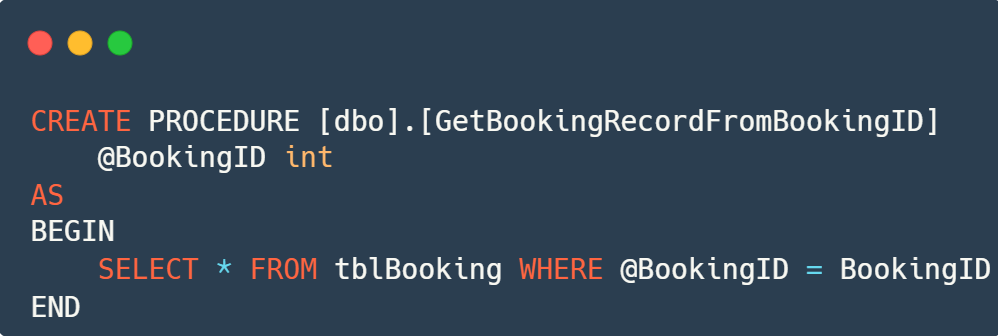 CREATE PROCEDURE [dbo].[GetBookingRecordFromBookingID]
    @BookingID int
AS
BEGIN
    SELECT * FROM tblBooking WHERE @BookingID = BookingID
END